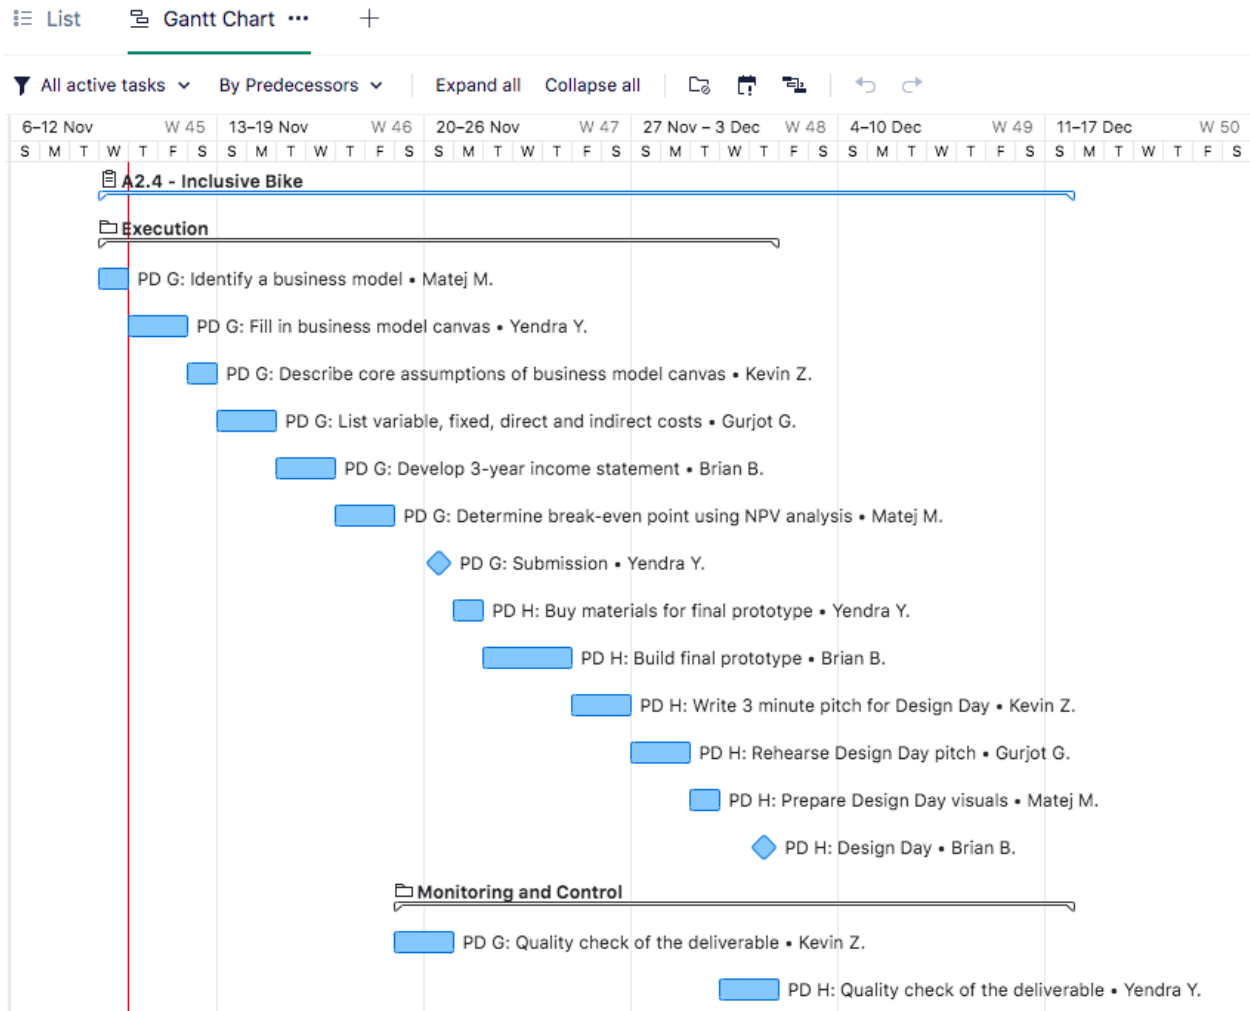 List Gantt Chart ••• +
All active tasks By Predecessors Expand all Collapse all
6–12 Nov W 45 13–19 Nov W 46 20–26 Nov W 47 27 Nov – 3 Dec W 48 4–10 Dec W 49 11–17 Dec W 50
S M T W T F S S M T W T F S S M T W T F S S M T W T F S S M T W T F S S M T W T F S
A2.4 - Inclusive Bike
Execution
PD G: Identify a business model • Matej M.
PD G: Fill in business model canvas • Yendra Y.
PD G: Describe core assumptions of business model canvas • Kevin Z.
PD G: List variable, fixed, direct and indirect costs • Gurjot G.
PD G: Develop 3-year income statement • Brian B.
PD G: Determine break-even point using NPV analysis • Matej M.
PD G: Submission • Yendra Y.
PD H: Buy materials for final prototype • Yendra Y.
PD H: Build final prototype • Brian B.
PD H: Write 3 minute pitch for Design Day • Kevin Z.
PD H: Rehearse Design Day pitch • Gurjot G.
PD H: Prepare Design Day visuals • Matej M.
PD H: Design Day • Brian B.
Monitoring and Control
PD G: Quality check of the deliverable • Kevin Z.
PD H: Quality check of the deliverable • Yendra Y.